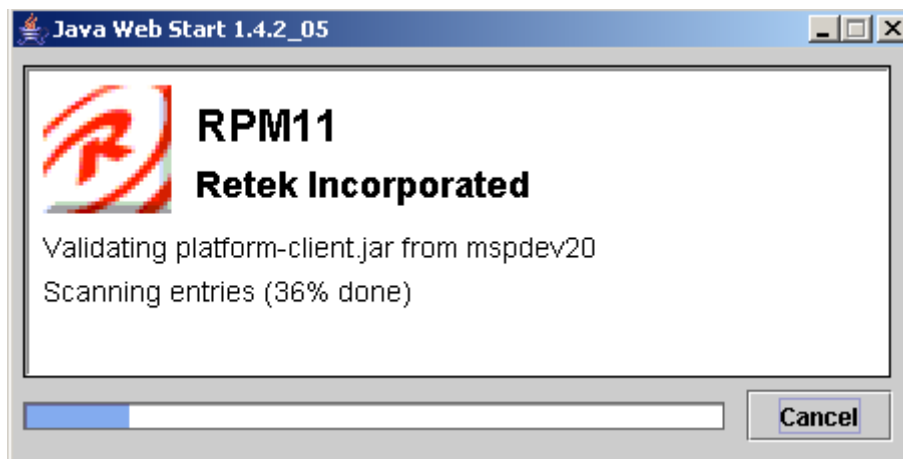 Java Web Start 1.4.2_05
RPM11
Retek Incorporated
Validating platform-client.jar from mspdev20
Scanning entries (36% done)
Cancel